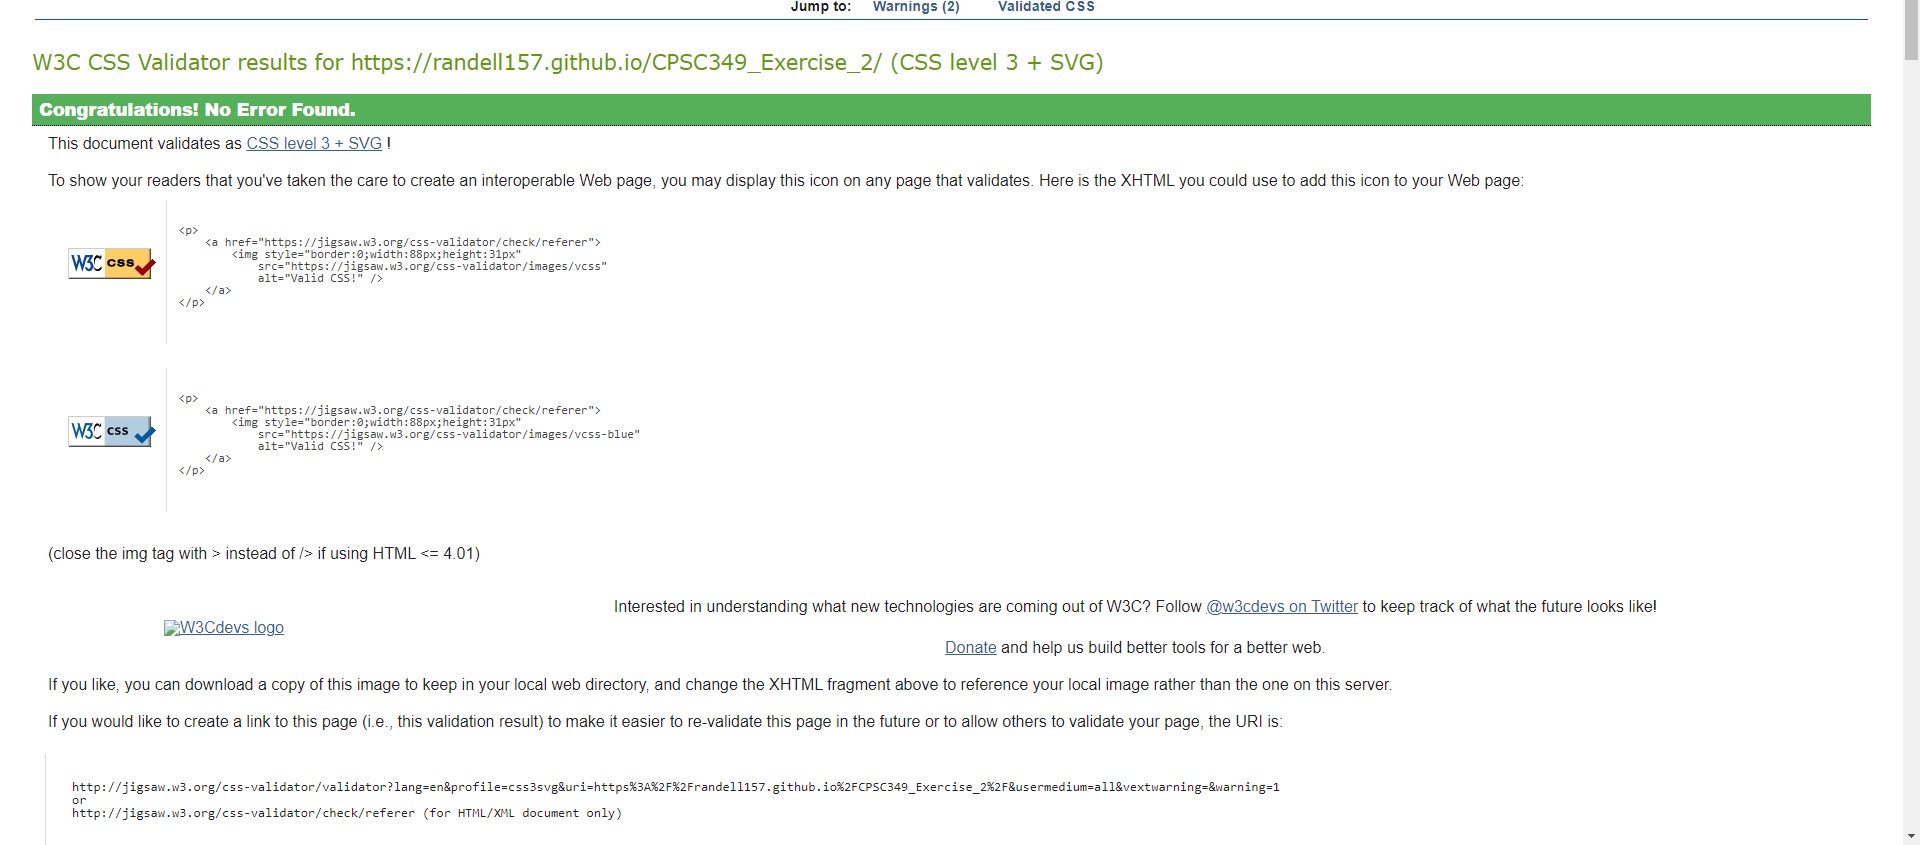 Jump to: Warnings (2) Validated CSS
W3C CSS Validator results for https://randell157.github.io/CPSC349_Exercise_2/ (CSS level 3 + SVG)
Congratulations! No Error Found.
This document validates as CSS level 3 + SVG !
To show your readers that you've taken the care to create an interoperable Web page, you may display this icon on any page that validates. Here is the XHTML you could use to add this icon to your Web page:
W3C css
<p>
    <a href="https://jigsaw.w3.org/css-validator/check/referer">
        <img style="border:0;width:88px;height:31px"
            src="https://jigsaw.w3.org/css-validator/images/vcss"
            alt="Valid CSS!" />
    </a>
</p>
W3C css
<p>
    <a href="https://jigsaw.w3.org/css-validator/check/referer">
        <img style="border:0;width:88px;height:31px"
            src="https://jigsaw.w3.org/css-validator/images/vcss-blue"
            alt="Valid CSS!" />
    </a>
</p>
(close the img tag with > instead of /> if using HTML <= 4.01)
W3Cdevs logo
Interested in understanding what new technologies are coming out of W3C? Follow @w3cdevs on Twitter to keep track of what the future looks like!
Donate and help us build better tools for a better web.
If you like, you can download a copy of this image to keep in your local web directory, and change the XHTML fragment above to reference your local image rather than the one on this server.
If you would like to create a link to this page (i.e., this validation result) to make it easier to re-validate this page in the future or to allow others to validate your page, the URI is:
http://jigsaw.w3.org/css-validator/validator?lang=en&profile=css3svg&uri=https%3A%2F%2Frandell157.github.io%2FCPSC349_Exercise_2%2F&usermedium=all&vextwarning=&warning=1
or
http://jigsaw.w3.org/css-validator/check/referer (for HTML/XML document only)